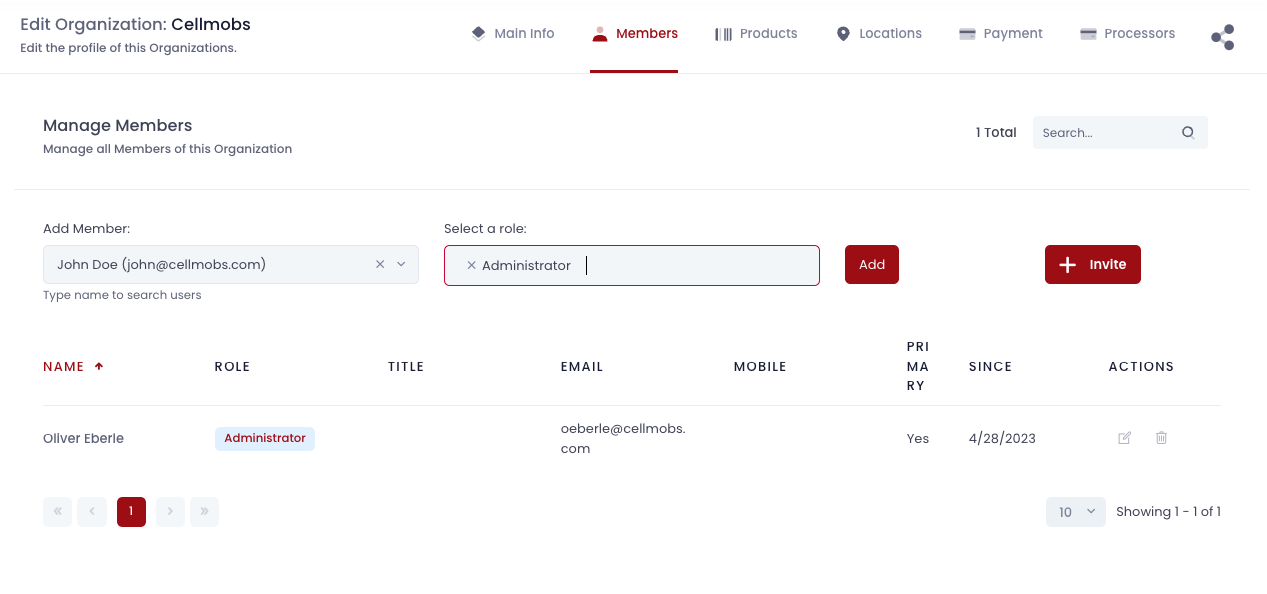 Edit Organization: Cellmobs
Edit the profile of this Organizations.
Main Info
Members
Products
Locations
Payment
Processors
Manage Members
Manage all Members of this Organization
1 Total
Search...
Add Member:
John Doe (john@cellmobs.com)
Type name to search users
Select a role:
× Administrator
Add
+ Invite
NAME
ROLE
TITLE
EMAIL
MOBILE
PRI
MA
RY
SINCE
ACTIONS
Oliver Eberle
Administrator
oeberle@cellmobs.
com
Yes
4/28/2023
« ‹ 1 › »
10
Showing 1 - 1 of 1